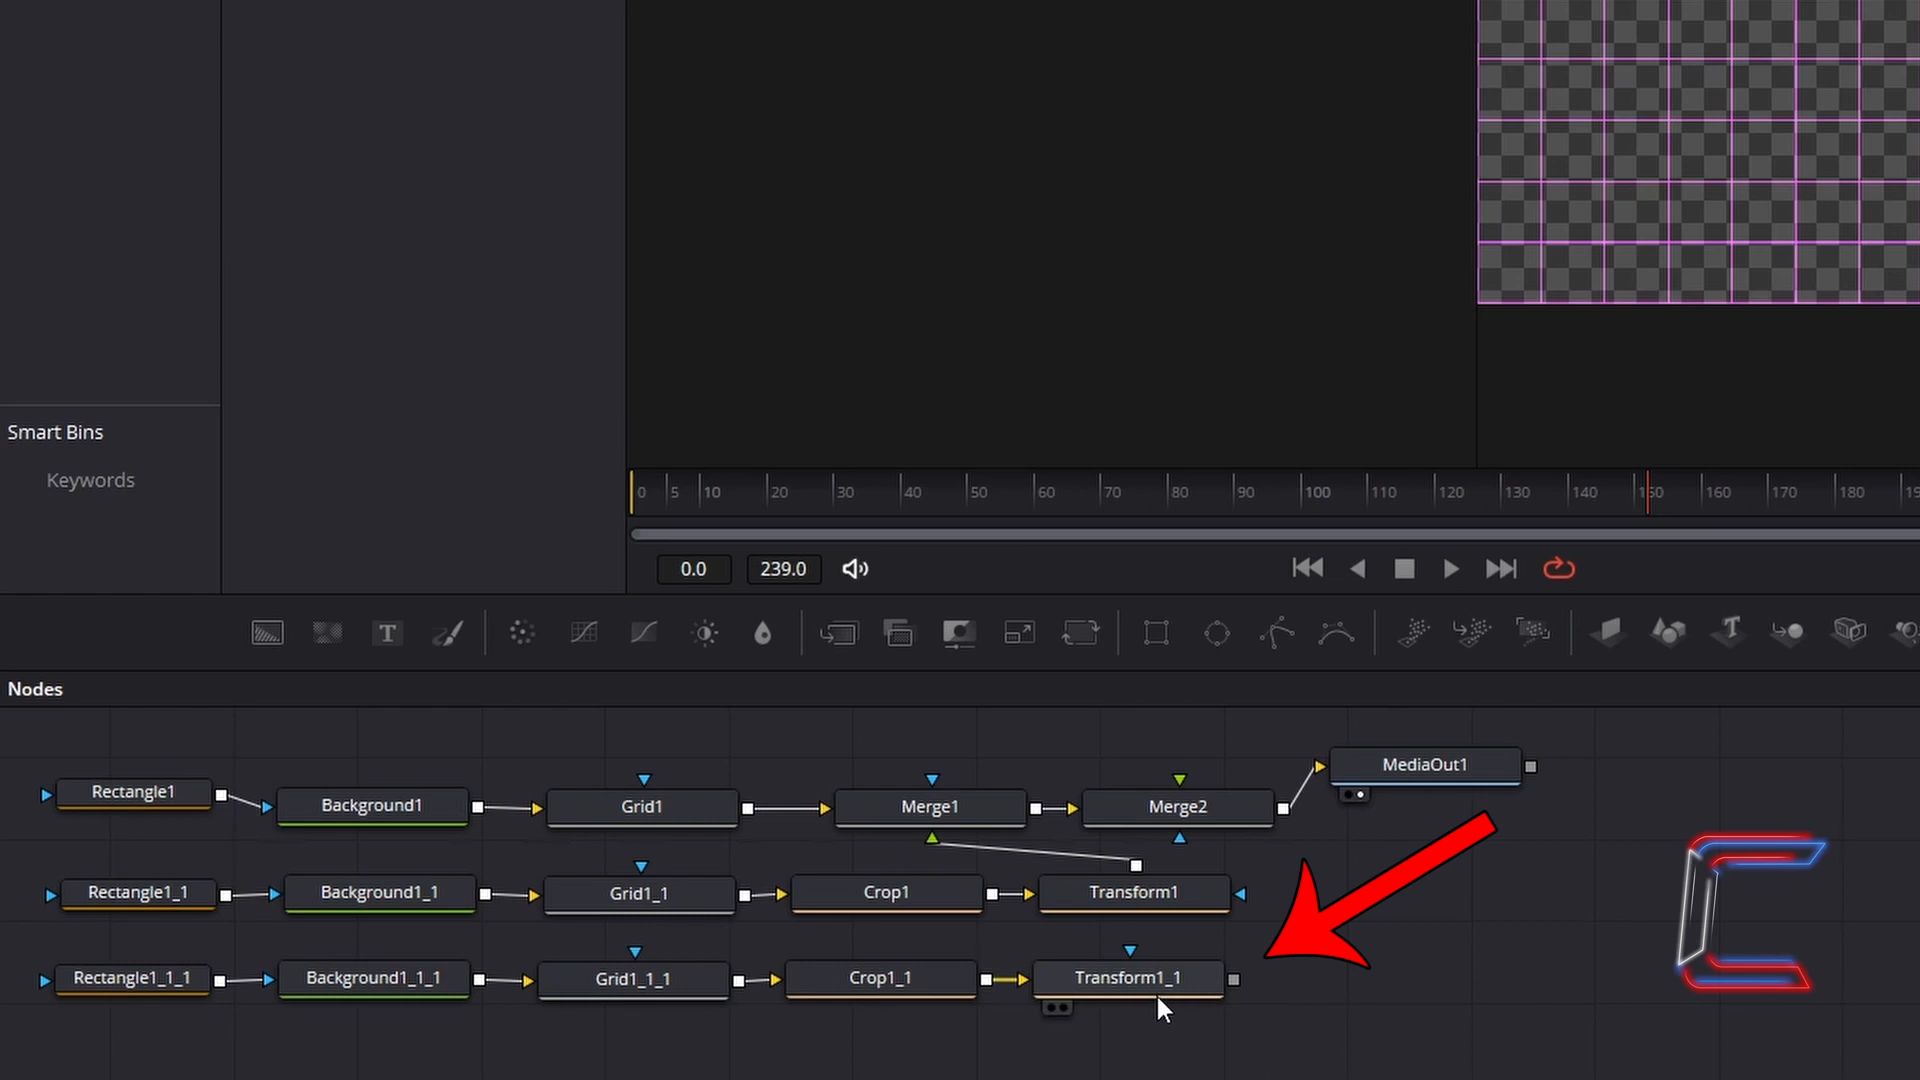 Smart Bins
Keywords
0 5 10 20 30 40 50 60 70 80 90 100 110 120 130 140 150 160 170 180
0.0 239.0
T
Nodes
MediaOut1
Rectangle1 Background1 Grid1 Merge1 Merge2
Rectangle1_1 Background1_1 Grid1_1 Crop1 Transform1
Rectangle1_1_1 Background1_1_1 Grid1_1_1 Crop1_1 Transform1_1